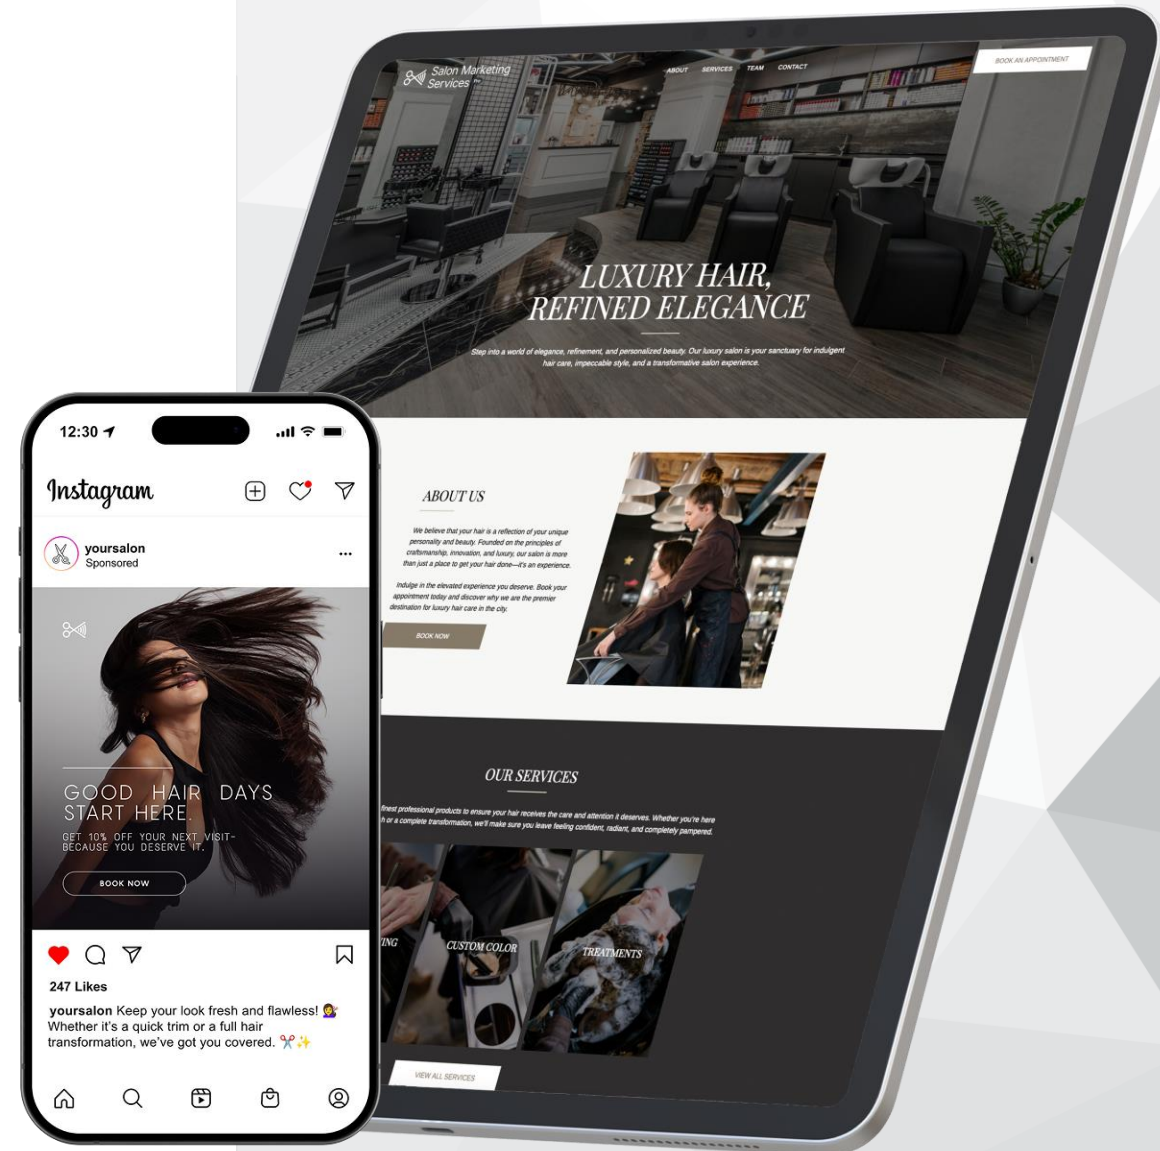 Salon Marketing
Services
ABOUT SERVICES TEAM CONTACT
BOOK AN APPOINTMENT
LUXURY HAIR,
REFINED ELEGANCE
Step into a world of elegance, refinement, and personalized beauty. Our luxury salon is your sanctuary for indulgent
hair care, impeccable style, and a transformative salon experience.
ABOUT US
We believe that your hair is a reflection of your unique
personality and beauty. Founded on the principles of
craftsmanship, innovation, and luxury, our salon is more
than just a place to get your hair done—it's an experience.
Indulge in the elevated experience you deserve. Book your
appointment today and discover why we are the premier
destination for luxury hair care in the city.
BOOK NOW
OUR SERVICES
finest professional products to ensure your hair receives the care and attention it deserves. Whether you're here
or a complete transformation, we'll make sure you leave feeling confident, radiant, and completely pampered.
CUSTOM COLOR
TREATMENTS
VIEW ALL SERVICES
12:30
Instagram
yoursalon
Sponsored
GOOD HAIR DAYS
START HERE.
GET 10% OFF YOUR NEXT VISIT-
BECAUSE YOU DESERVE IT.
BOOK NOW
247 Likes
yoursalon Keep your look fresh and flawless! 💇‍♀️
Whether it's a quick trim or a full hair
transformation, we've got you covered. ✂️✨